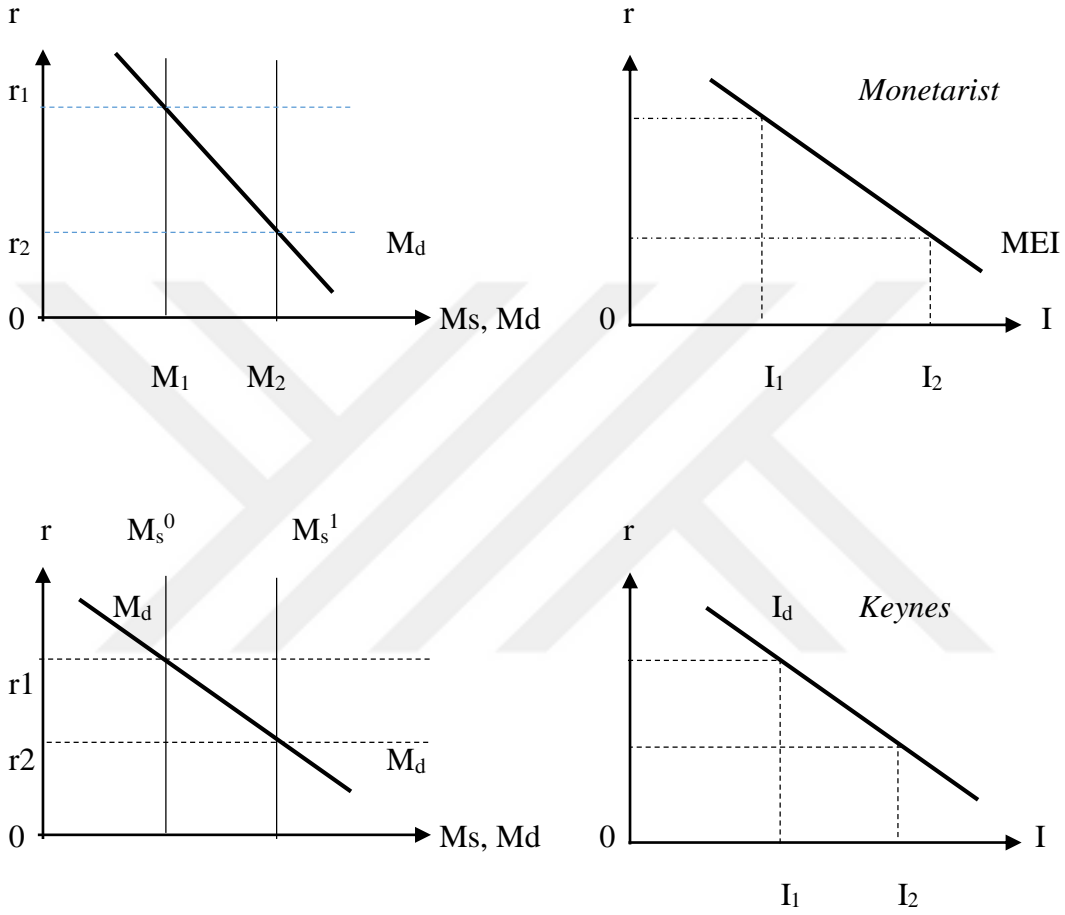 r
r
r₁
Monetarist
r₂
M_d
MEI
0
Ms, Md
0
I
M₁
M₂
I₁
I₂
r
M_s⁰
M_s¹
r
M_d
I_d
Keynes
r1
r2
M_d
0
Ms, Md
0
I
I₁
I₂